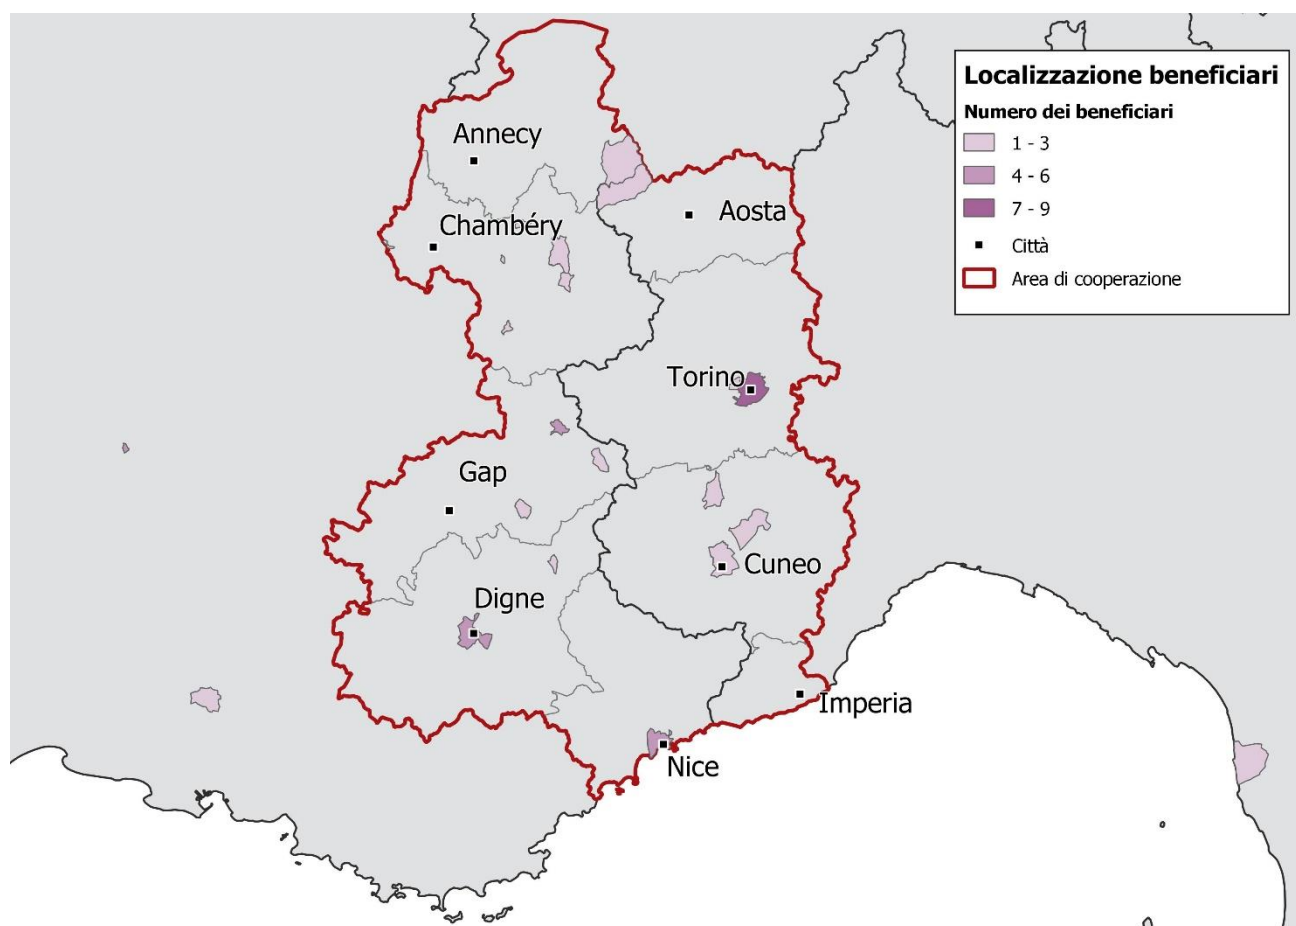 Localizzazione beneficiari
Numero dei beneficiari
1 - 3
4 - 6
7 - 9
Città
Area di cooperazione
Annecy
Aosta
Chambéry
Torino
Gap
Cuneo
Digne
Imperia
Nice